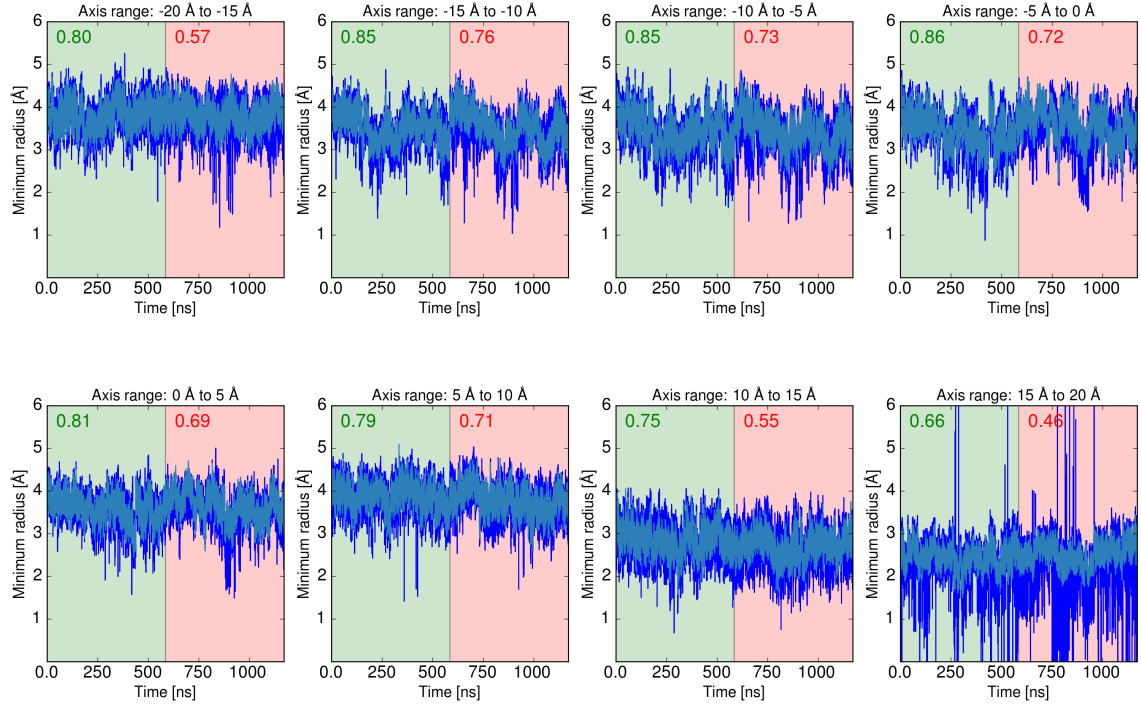 Axis range: -20 Å to -15 Å
0.80 0.57
Minimum radius [Å]
6
5
4
3
2
1
0.0 250 500 750 1000
Time [ns]
Axis range: -15 Å to -10 Å
0.85 0.76
Minimum radius [Å]
6
5
4
3
2
1
0.0 250 500 750 1000
Time [ns]
Axis range: -10 Å to -5 Å
0.85 0.73
Minimum radius [Å]
6
5
4
3
2
1
0.0 250 500 750 1000
Time [ns]
Axis range: -5 Å to 0 Å
0.86 0.72
Minimum radius [Å]
6
5
4
3
2
1
0.0 250 500 750 1000
Time [ns]
Axis range: 0 Å to 5 Å
0.81 0.69
Minimum radius [Å]
6
5
4
3
2
1
0.0 250 500 750 1000
Time [ns]
Axis range: 5 Å to 10 Å
0.79 0.71
Minimum radius [Å]
6
5
4
3
2
1
0.0 250 500 750 1000
Time [ns]
Axis range: 10 Å to 15 Å
0.75 0.55
Minimum radius [Å]
6
5
4
3
2
1
0.0 250 500 750 1000
Time [ns]
Axis range: 15 Å to 20 Å
0.66 0.46
Minimum radius [Å]
6
5
4
3
2
1
0.0 250 500 750 1000
Time [ns]